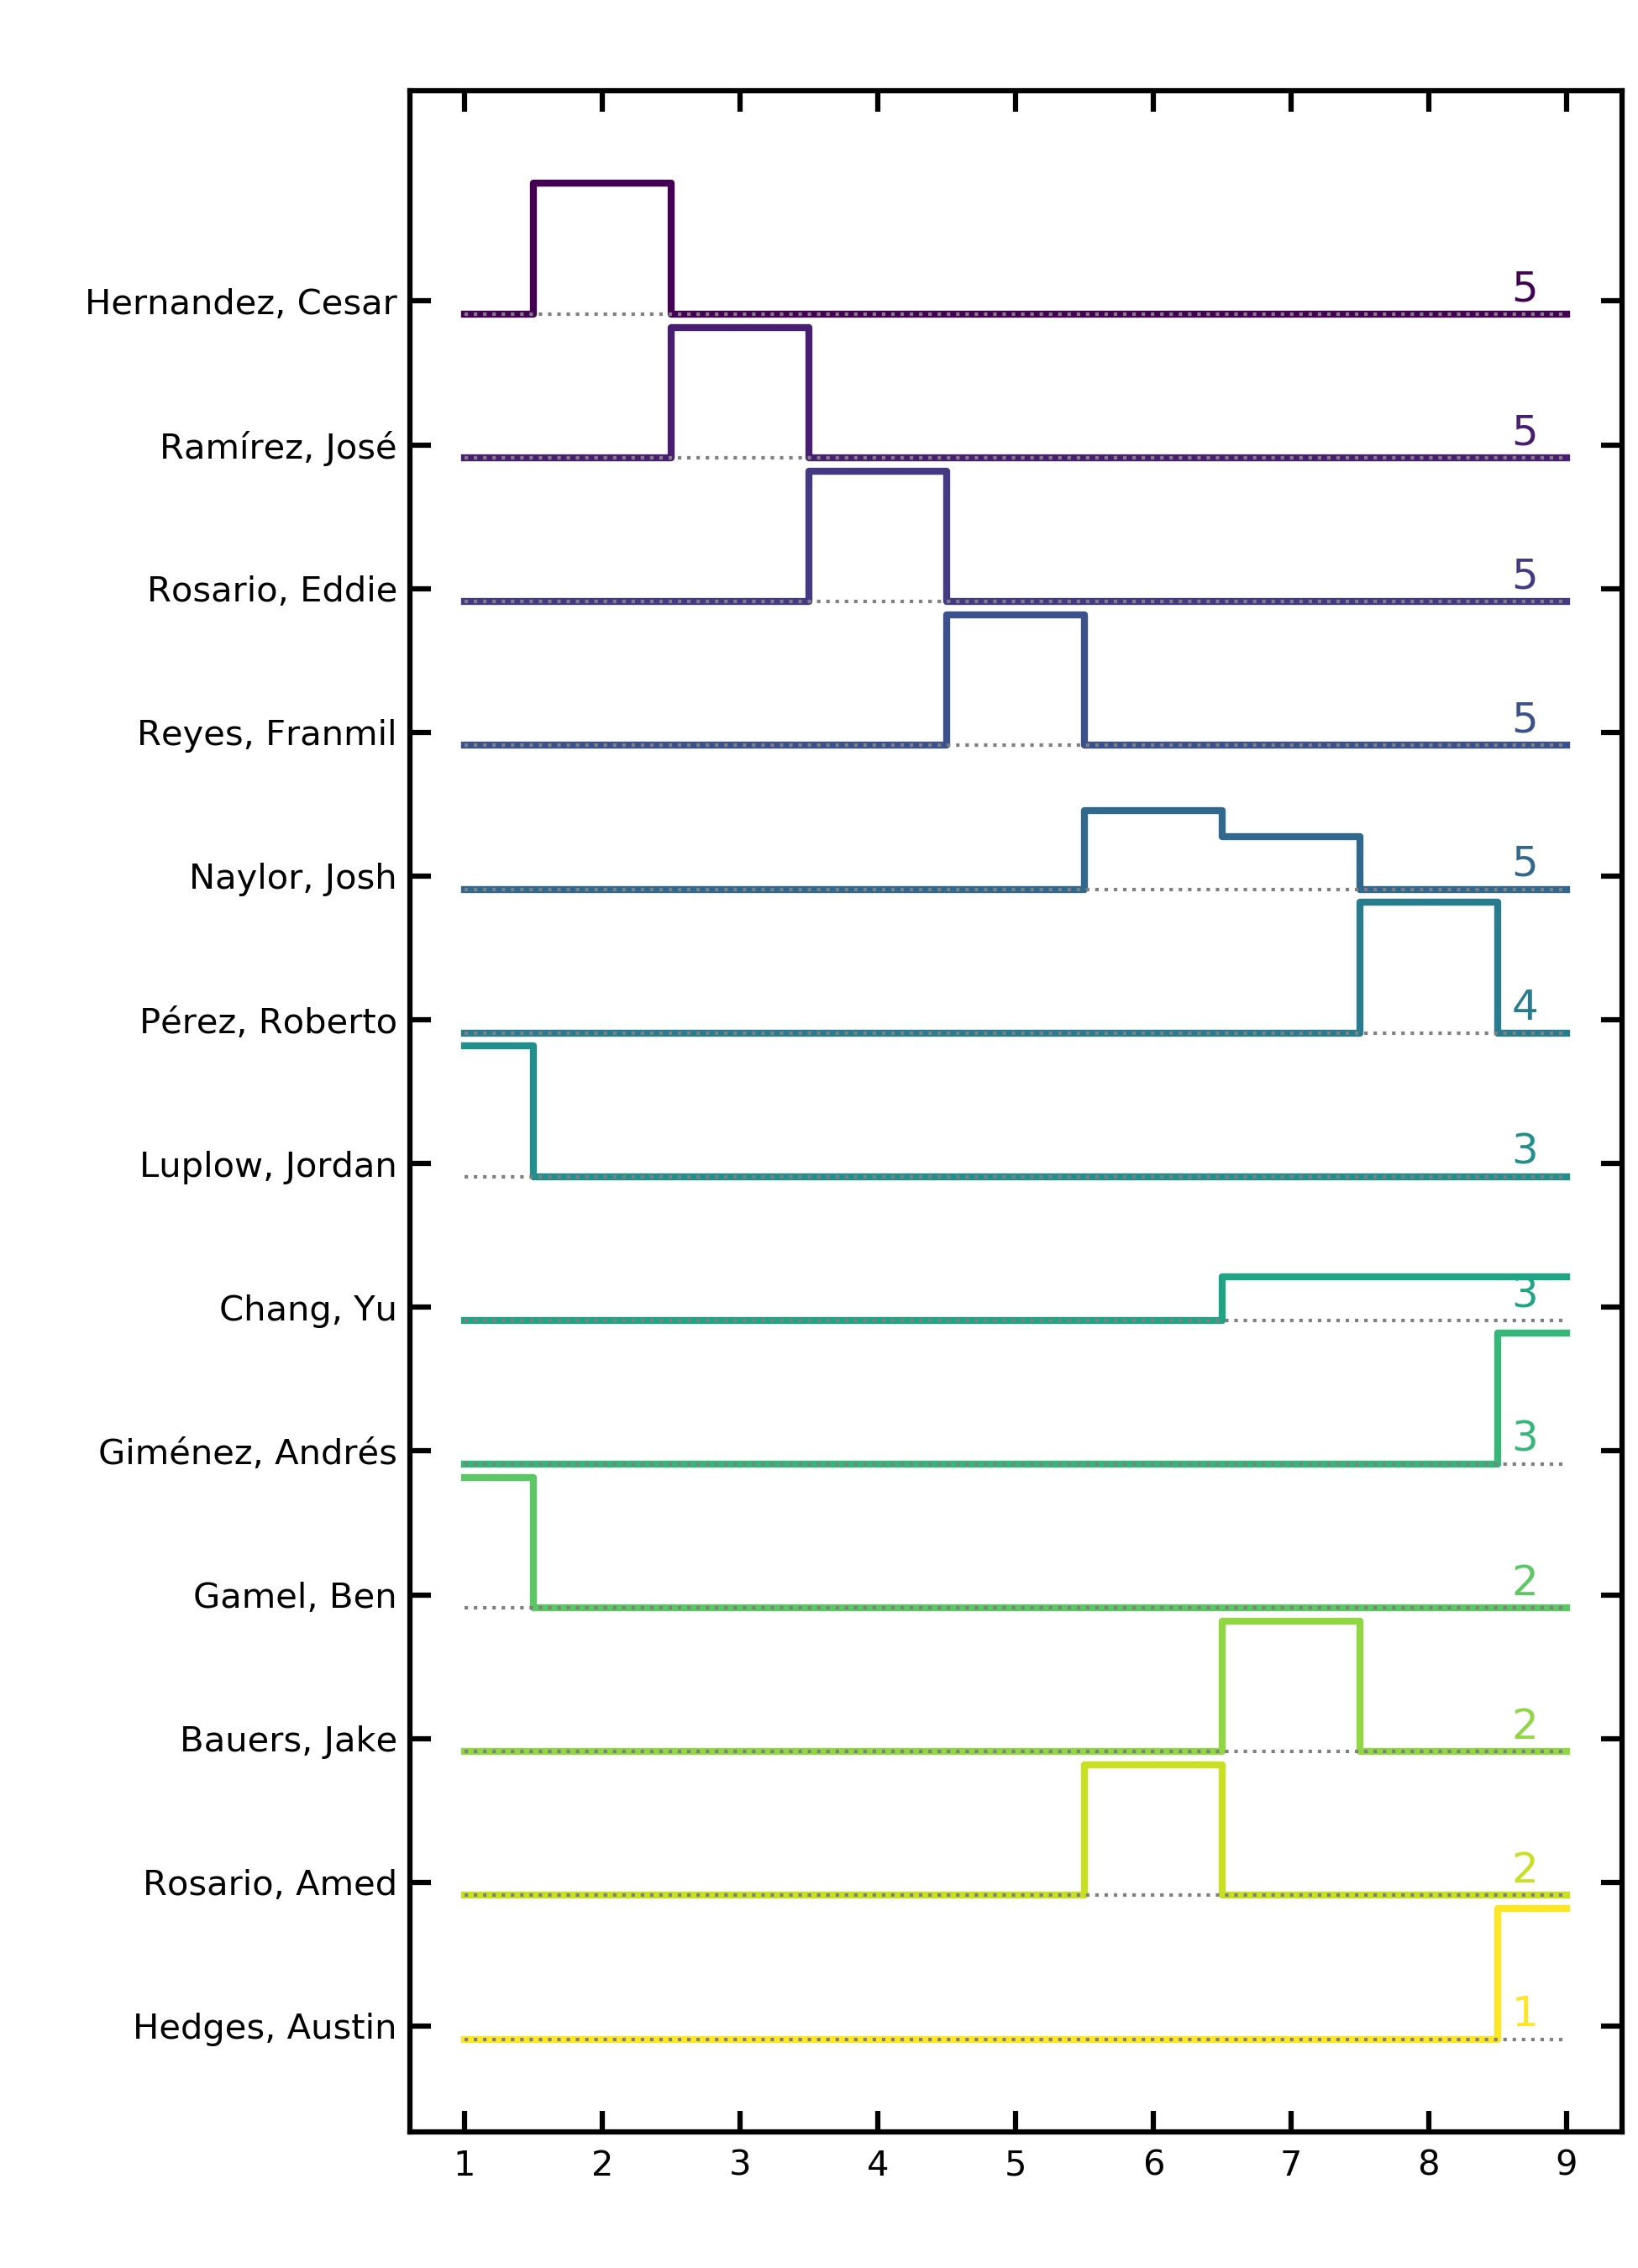 Hernandez, Cesar 5
Ramírez, José 5
Rosario, Eddie 5
Reyes, Franmil 5
Naylor, Josh 5
Pérez, Roberto 4
Luplow, Jordan 3
Chang, Yu 3
Giménez, Andrés 3
Gamel, Ben 2
Bauers, Jake 2
Rosario, Amed 2
Hedges, Austin 1
1 2 3 4 5 6 7 8 9